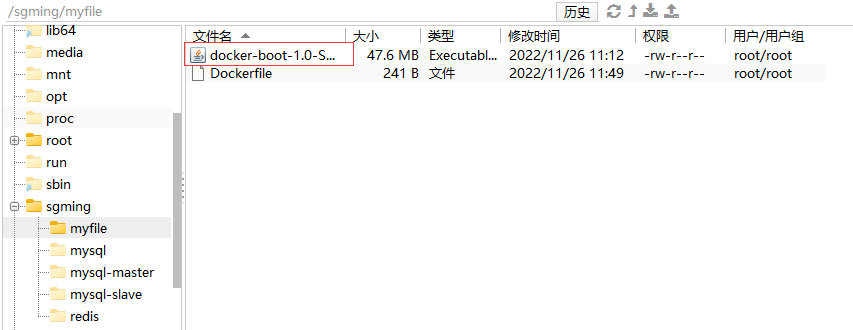 /sgming/myfile 历史
lib64
media
mnt
opt
proc
root
run
sbin
sgming
myfile
mysql
mysql-master
mysql-slave
redis
文件名 大小 类型 修改时间 权限 用户/用户组
docker-boot-1.0-S... 47.6 MB Executabl... 2022/11/26 11:12 -rw-r--r-- root/root
Dockerfile 241 B 文件 2022/11/26 11:49 -rw-r--r-- root/root